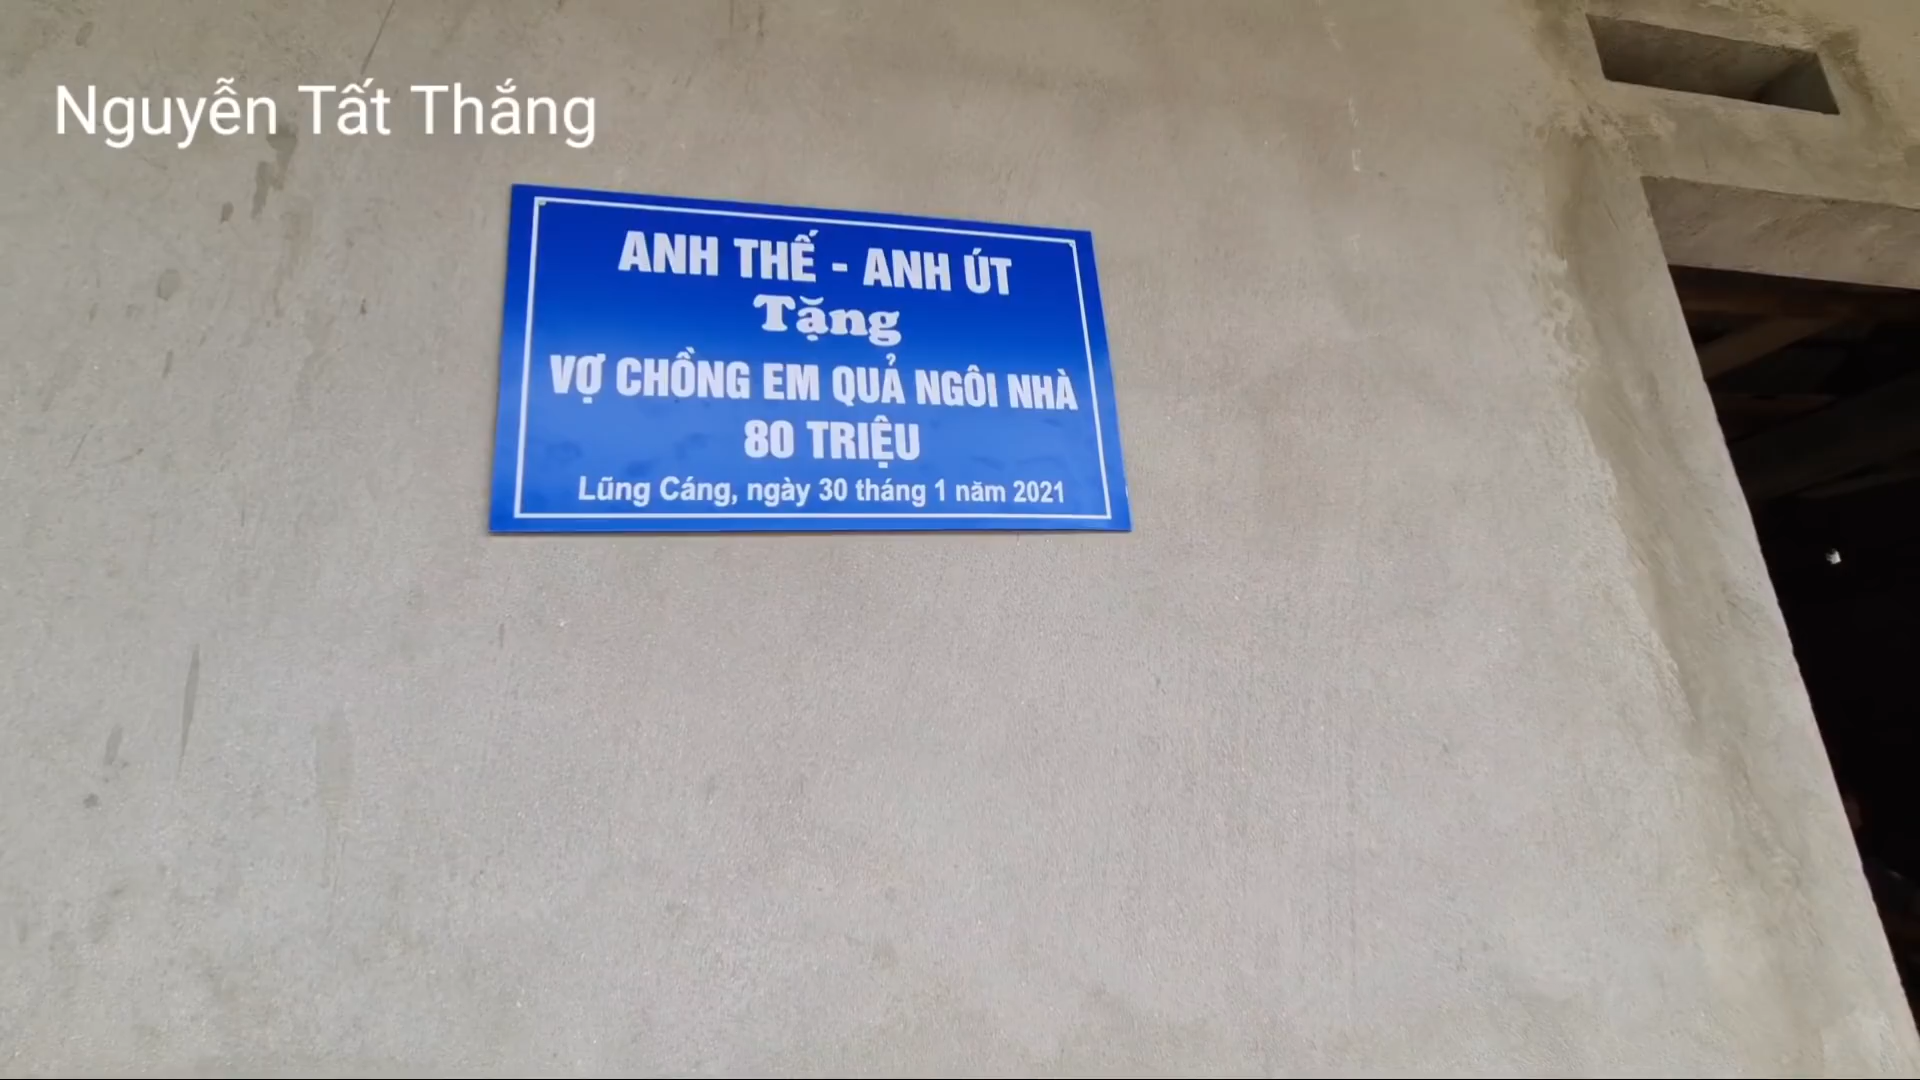 Nguyễn Tất Thắng
ANH THẾ - ANH ÚT
Tặng
VỢ CHỒNG EM QUẢ NGÔI NHÀ
80 TRIỆU
Lũng Cáng, ngày 30 tháng 1 năm 2021